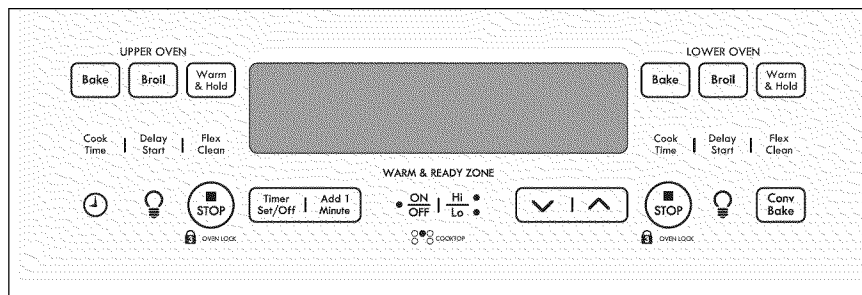 UPPER OVEN
LOWER OVEN
Bake
Broil
Warm
& Hold
Bake
Broil
Warm
& Hold
Cook
Time
Delay
Start
Flex
Clean
Cook
Time
Delay
Start
Flex
Clean
WARM & READY ZONE
STOP
Timer
Set/Off
Add 1
Minute
ON
OFF
Hi
Lo
STOP
Conv
Bake
3 OVEN LOCK
COOKTOP
3 OVEN LOCK